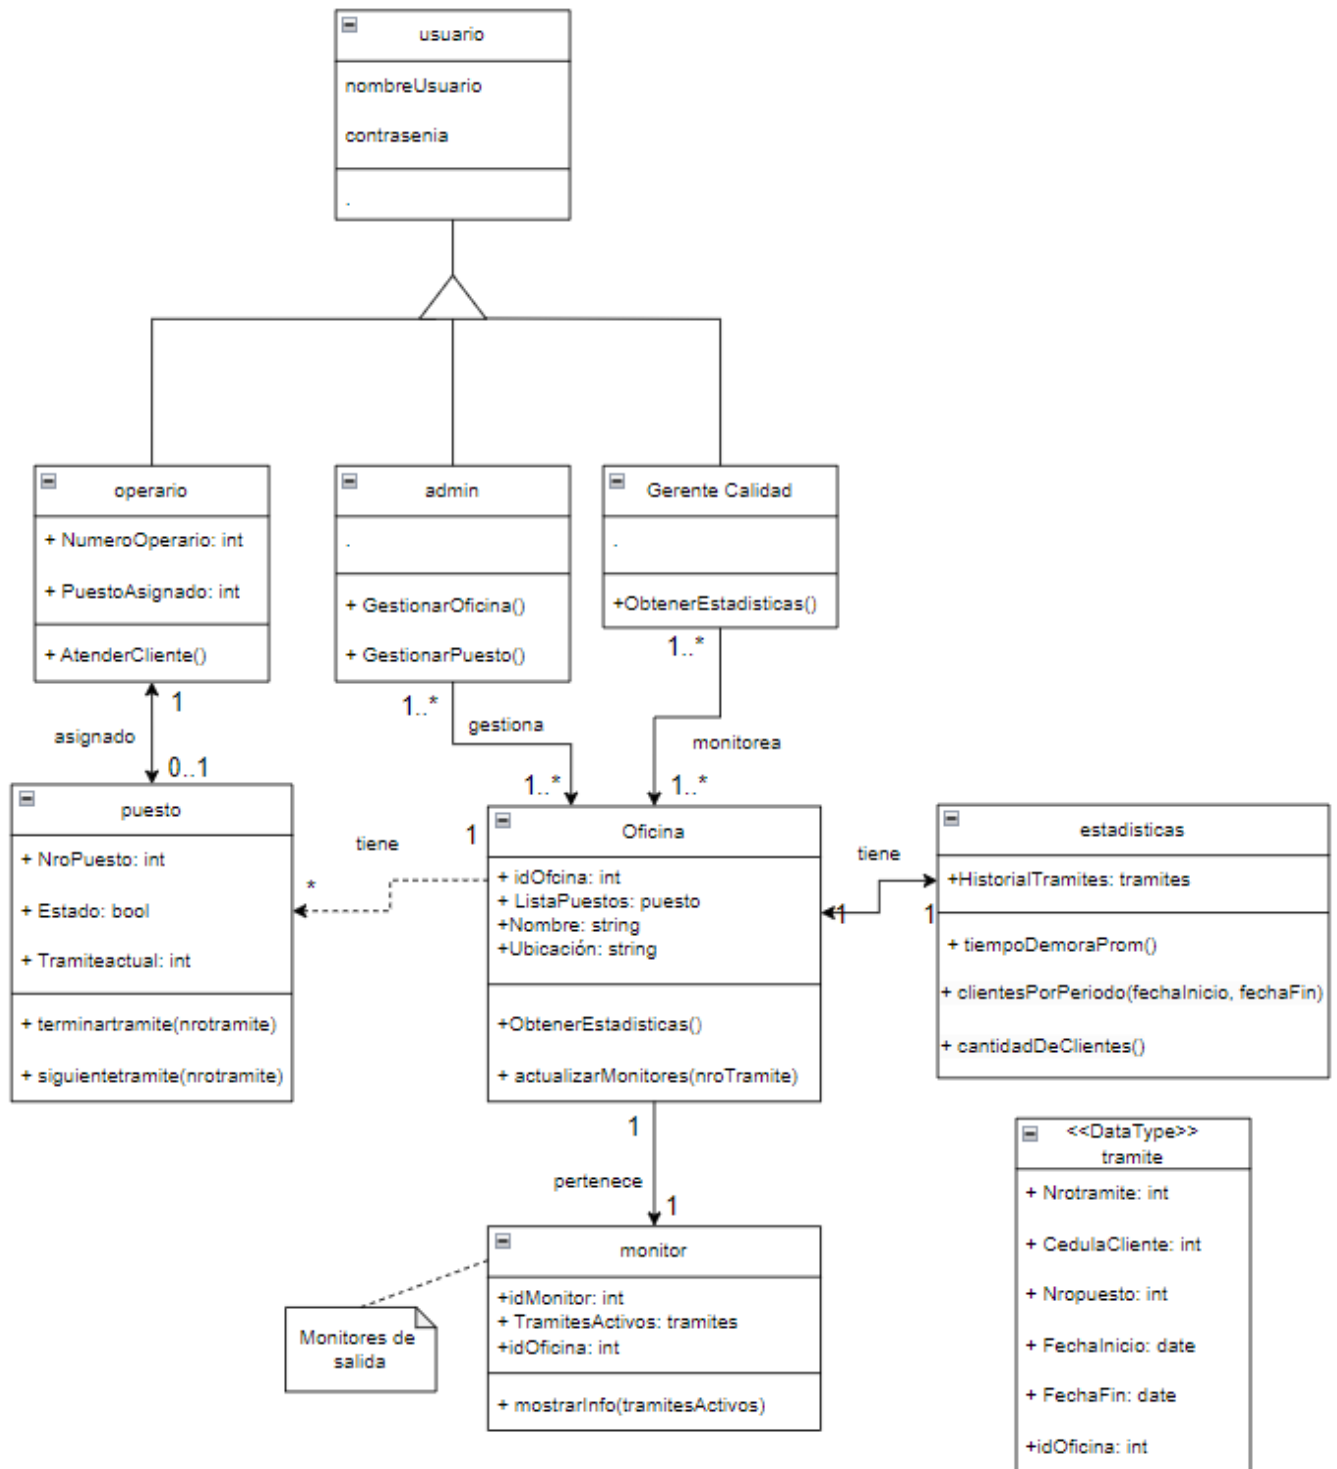 usuario
nombreUsuario
contrasenia
.
operario
+ NumeroOperario: int
+ PuestoAsignado: int
+ AtenderCliente()
admin
.
+ GestionarOficina()
+ GestionarPuesto()
Gerente Calidad
.
+ObtenerEstadisticas()
1
asignado
0..1
1..*
gestiona
1..*
1..*
monitorea
1..*
puesto
+ NroPuesto: int
+ Estado: bool
+ Tramiteactual: int
+ terminartramite(nrotramite)
+ siguientetramite(nrotramite)
tiene
1
*
Oficina
+ idOfcina: int
+ ListaPuestos: puesto
+Nombre: string
+Ubicación: string
+ObtenerEstadisticas()
+ actualizarMonitores(nroTramite)
tiene
1
1
estadisticas
+HistorialTramites: tramites
+ tiempoDemoraProm()
+ clientesPorPeriodo(fechaInicio, fechaFin)
+ cantidadDeClientes()
1
pertenece
1
monitor
+idMonitor: int
+ TramitesActivos: tramites
+idOficina: int
+ mostrarInfo(tramitesActivos)
Monitores de
salida
<<DataType>>
tramite
+ Nrotramite: int
+ CedulaCliente: int
+ Nropuesto: int
+ FechaInicio: date
+ FechaFin: date
+idOficina: int